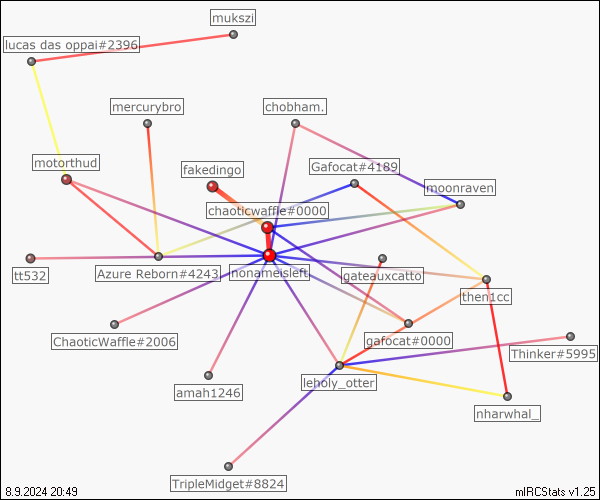 mukszi
lucas das oppai#2396
mercurybro
chobham.
motorthud
fakedingo
Gafocat#4189
moonraven
chaoticwaffle#0000
tt532
Azure Reborn#4243
nonameisleft
gateauxcatto
then1cc
ChaoticWaffle#2006
gafocat#0000
Thinker#5995
amah1246
leholy_otter
nharwhal_
TripleMidget#8824
8.9.2024 20:49
mIRCStats v1.25